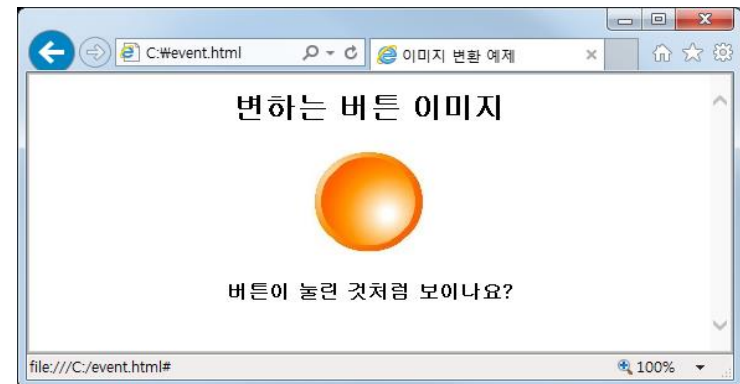 C:₩event.html
이미지 변환 예제
변하는 버튼 이미지
버튼이 눌린 것처럼 보이나요?
file:///C:/event.html#
100%